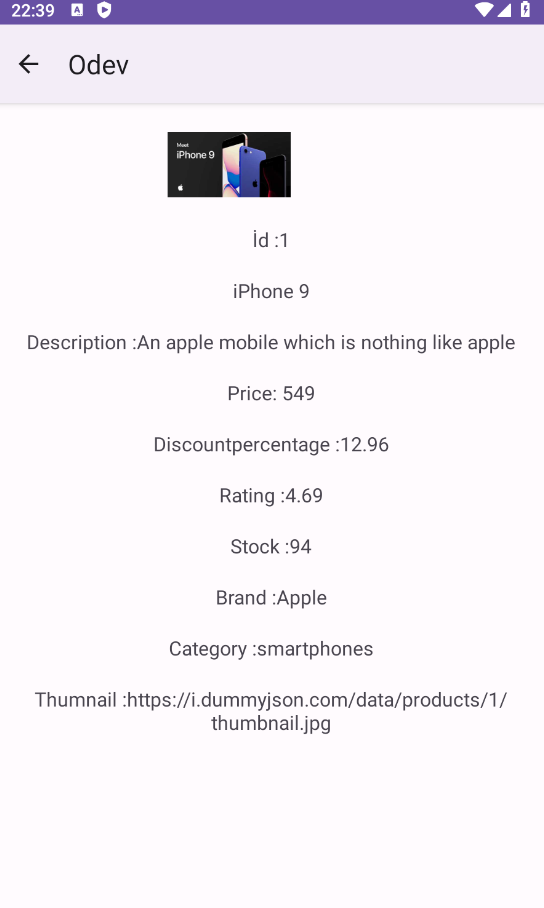 22:39
Odev
Meet
iPhone 9
İd :1
iPhone 9
Description :An apple mobile which is nothing like apple
Price: 549
Discountpercentage :12.96
Rating :4.69
Stock :94
Brand :Apple
Category :smartphones
Thumnail :https://i.dummyjson.com/data/products/1/
thumbnail.jpg